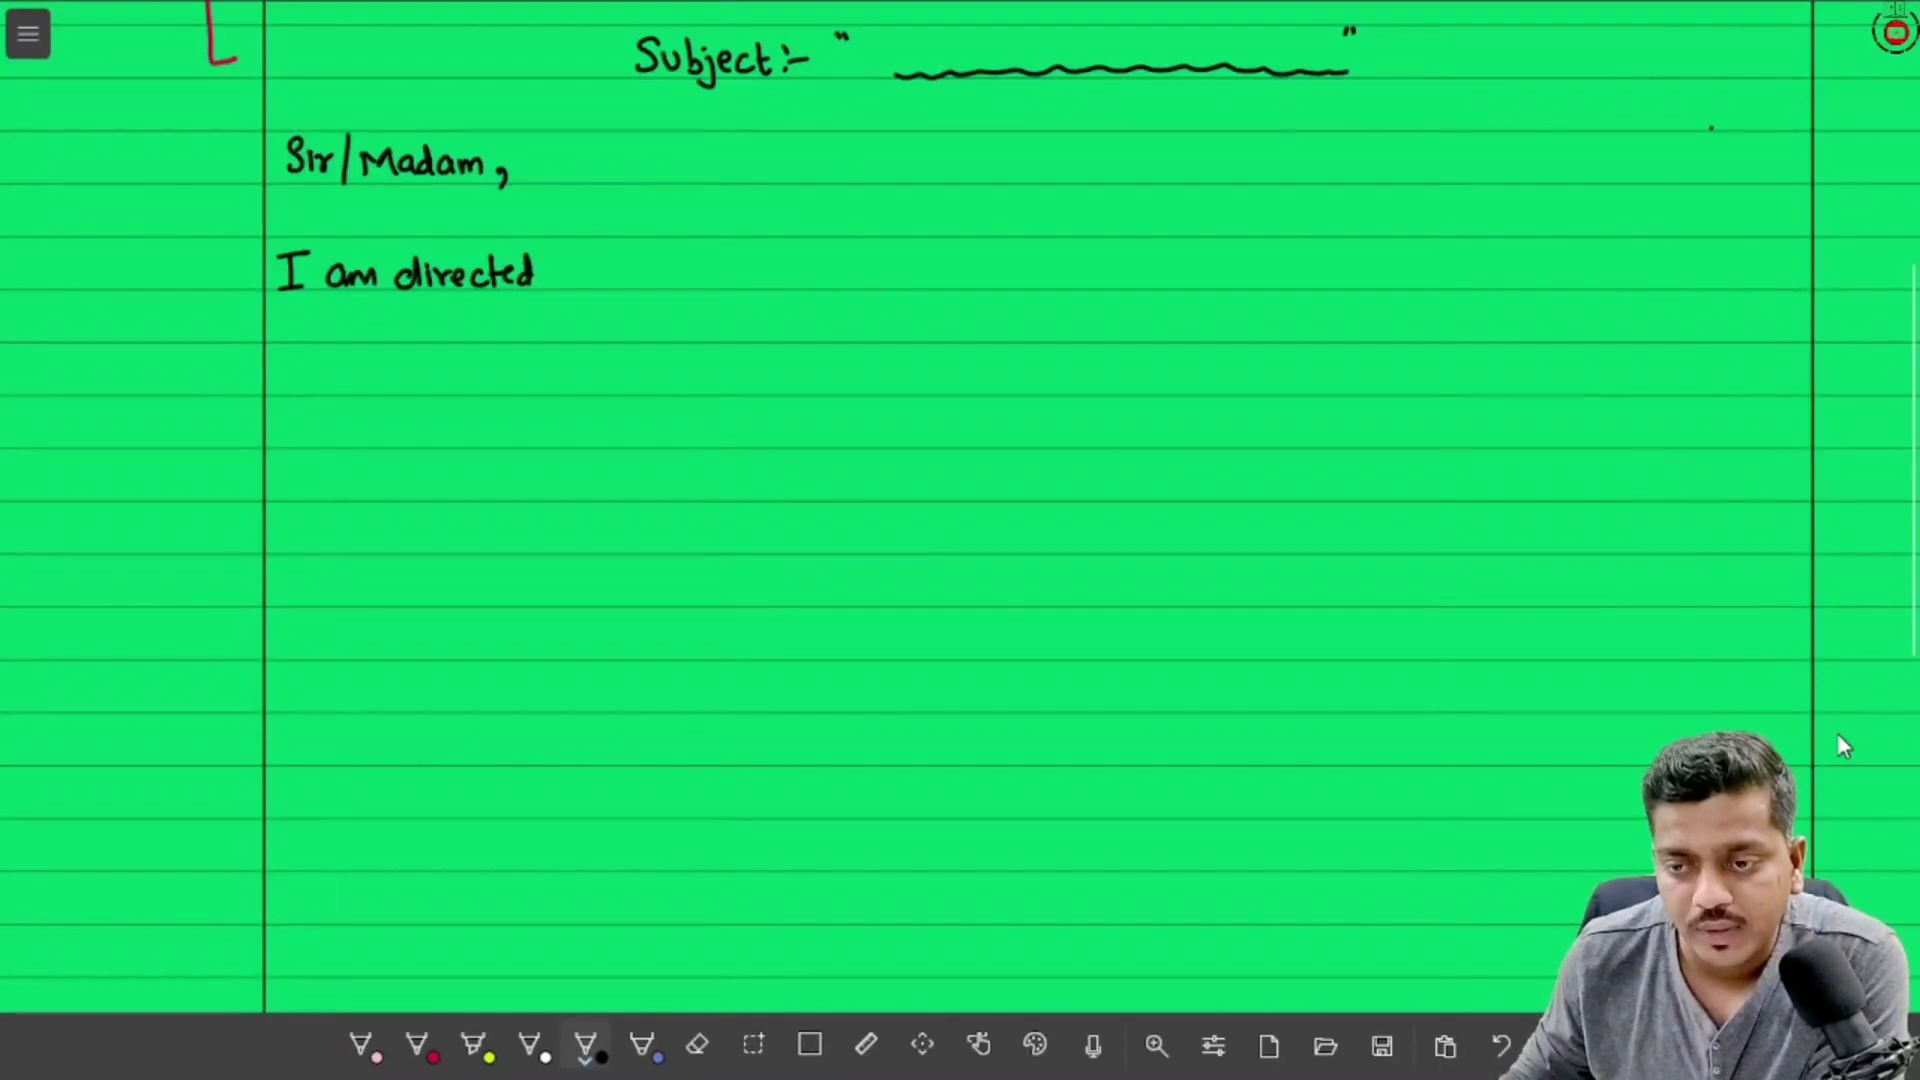 Subject:- " "
Sir/Madam,
I am directed